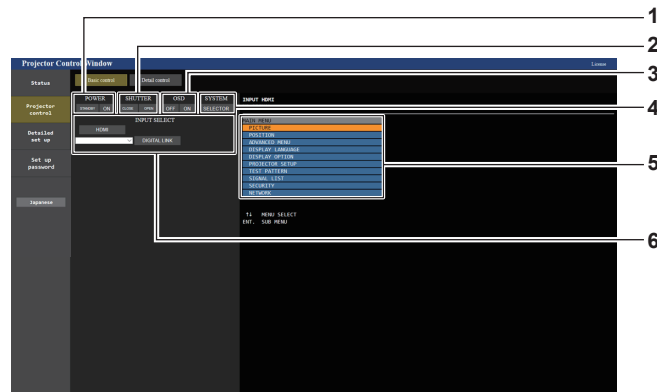 1
2
3
4
5
6
Projector Control Window
License
Status
Projector control
Detailed set up
Set up password
Japanese
Basic control
Detail control
POWER
STANDBY ON
SHUTTER
CLOSE OPEN
OSD
OFF ON
SYSTEM
SELECTOR
INPUT SELECT
HDMI
DIGITAL LINK
INPUT HDMI
MAIN MENU
PICTURE
POSITION
ADVANCED MENU
DISPLAY LANGUAGE
DISPLAY OPTION
PROJECTOR SETUP
TEST PATTERN
SIGNAL LIST
SECURITY
NETWORK
↑↓ MENU SELECT
ENT. SUB MENU